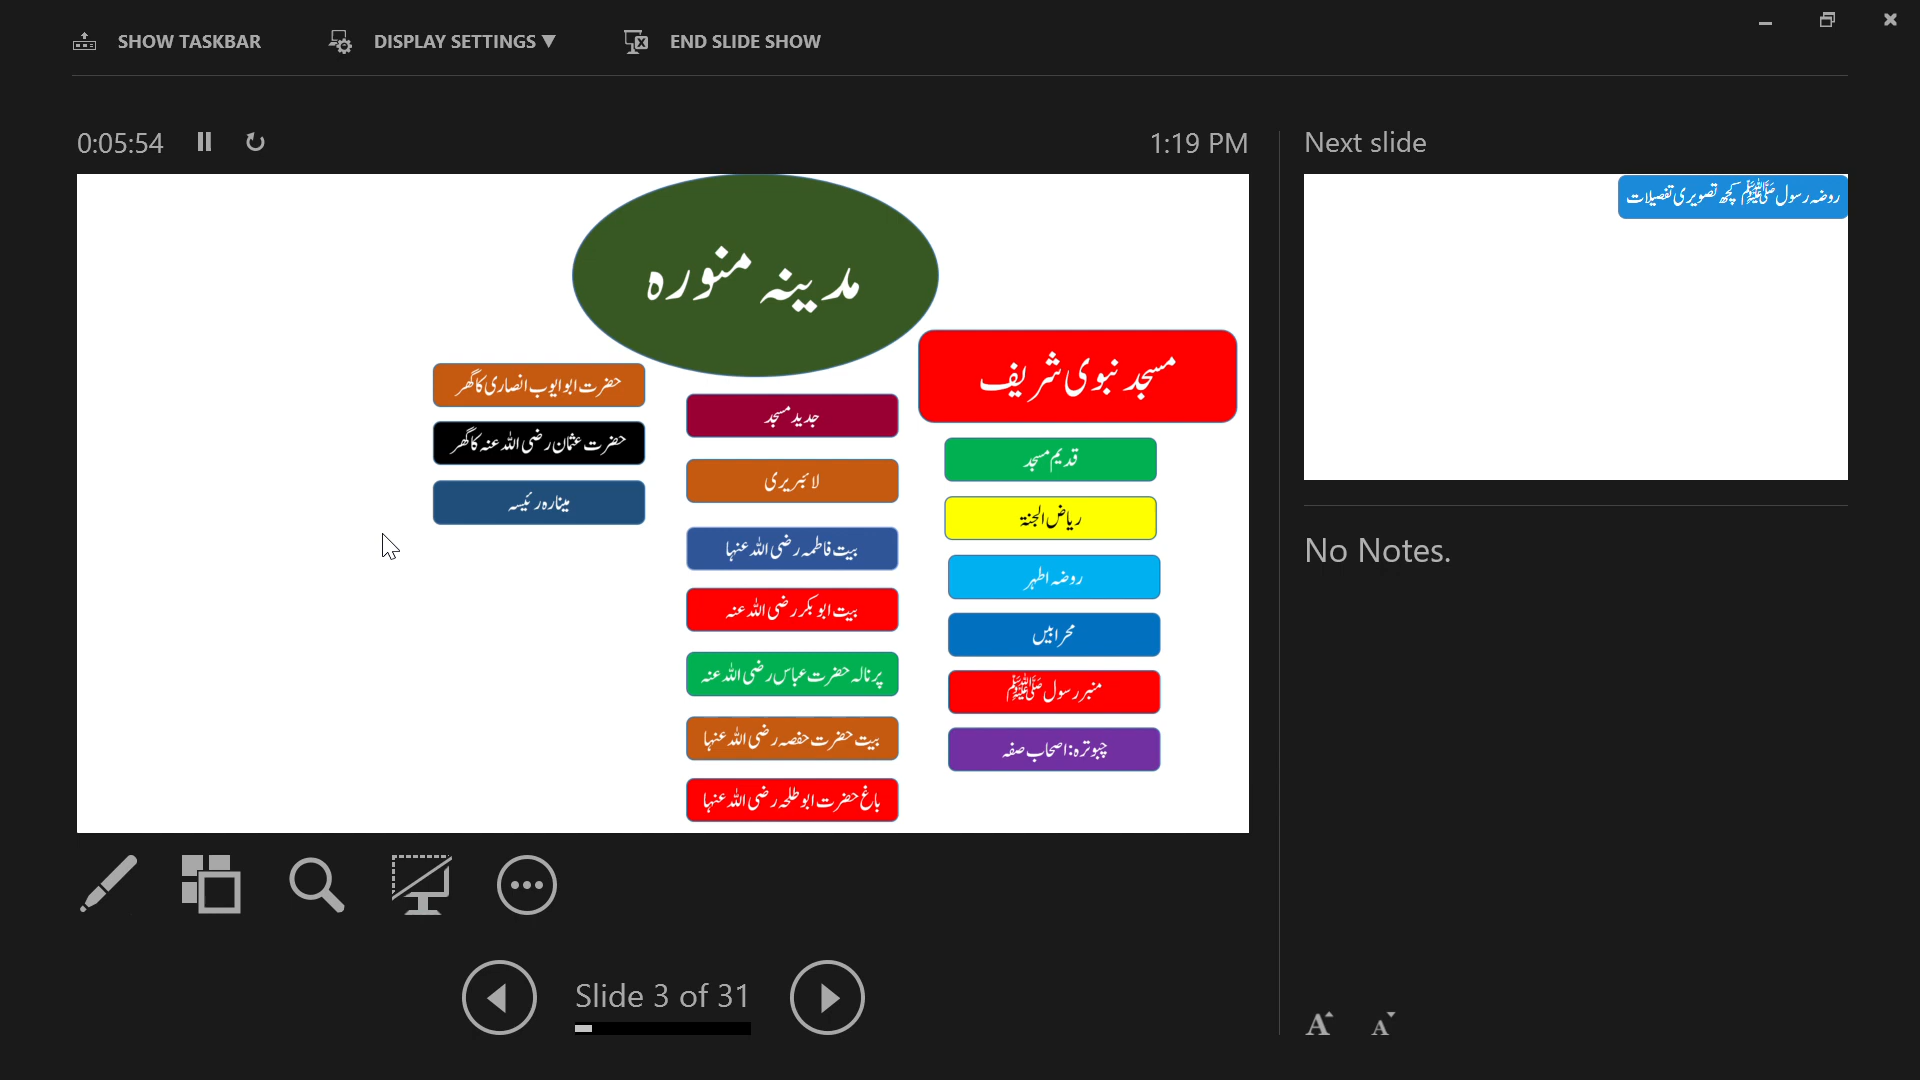 SHOW TASKBAR
DISPLAY SETTINGS ▼
END SLIDE SHOW
0:05:54
1:19 PM
Next slide
مدینہ منورہ
مسجد نبوی شریف
قدیم مسجد
ریاض الجنۃ
روضہ اطہر
محرابیں
منبر رسول ﷺ
چبوترہ: اصحاب صفہ
جدید مسجد
لائبریری
بیت فاطمہ رضی اللہ عنہا
بیت ابو بکر رضی اللہ عنہ
پرنالہ حضرت عباس رضی اللہ عنہ
بیت حضرت حفصہ رضی اللہ عنہا
باغ حضرت ابو طلحہ رضی اللہ عنہا
حضرت ابو ایوب انصاری کا گھر
حضرت عثمان رضی اللہ عنہ کا گھر
مینارہ رئیسہ
روضہ رسول ﷺ کچھ تصویری تفصیلات
No Notes.
Slide 3 of 31
A A